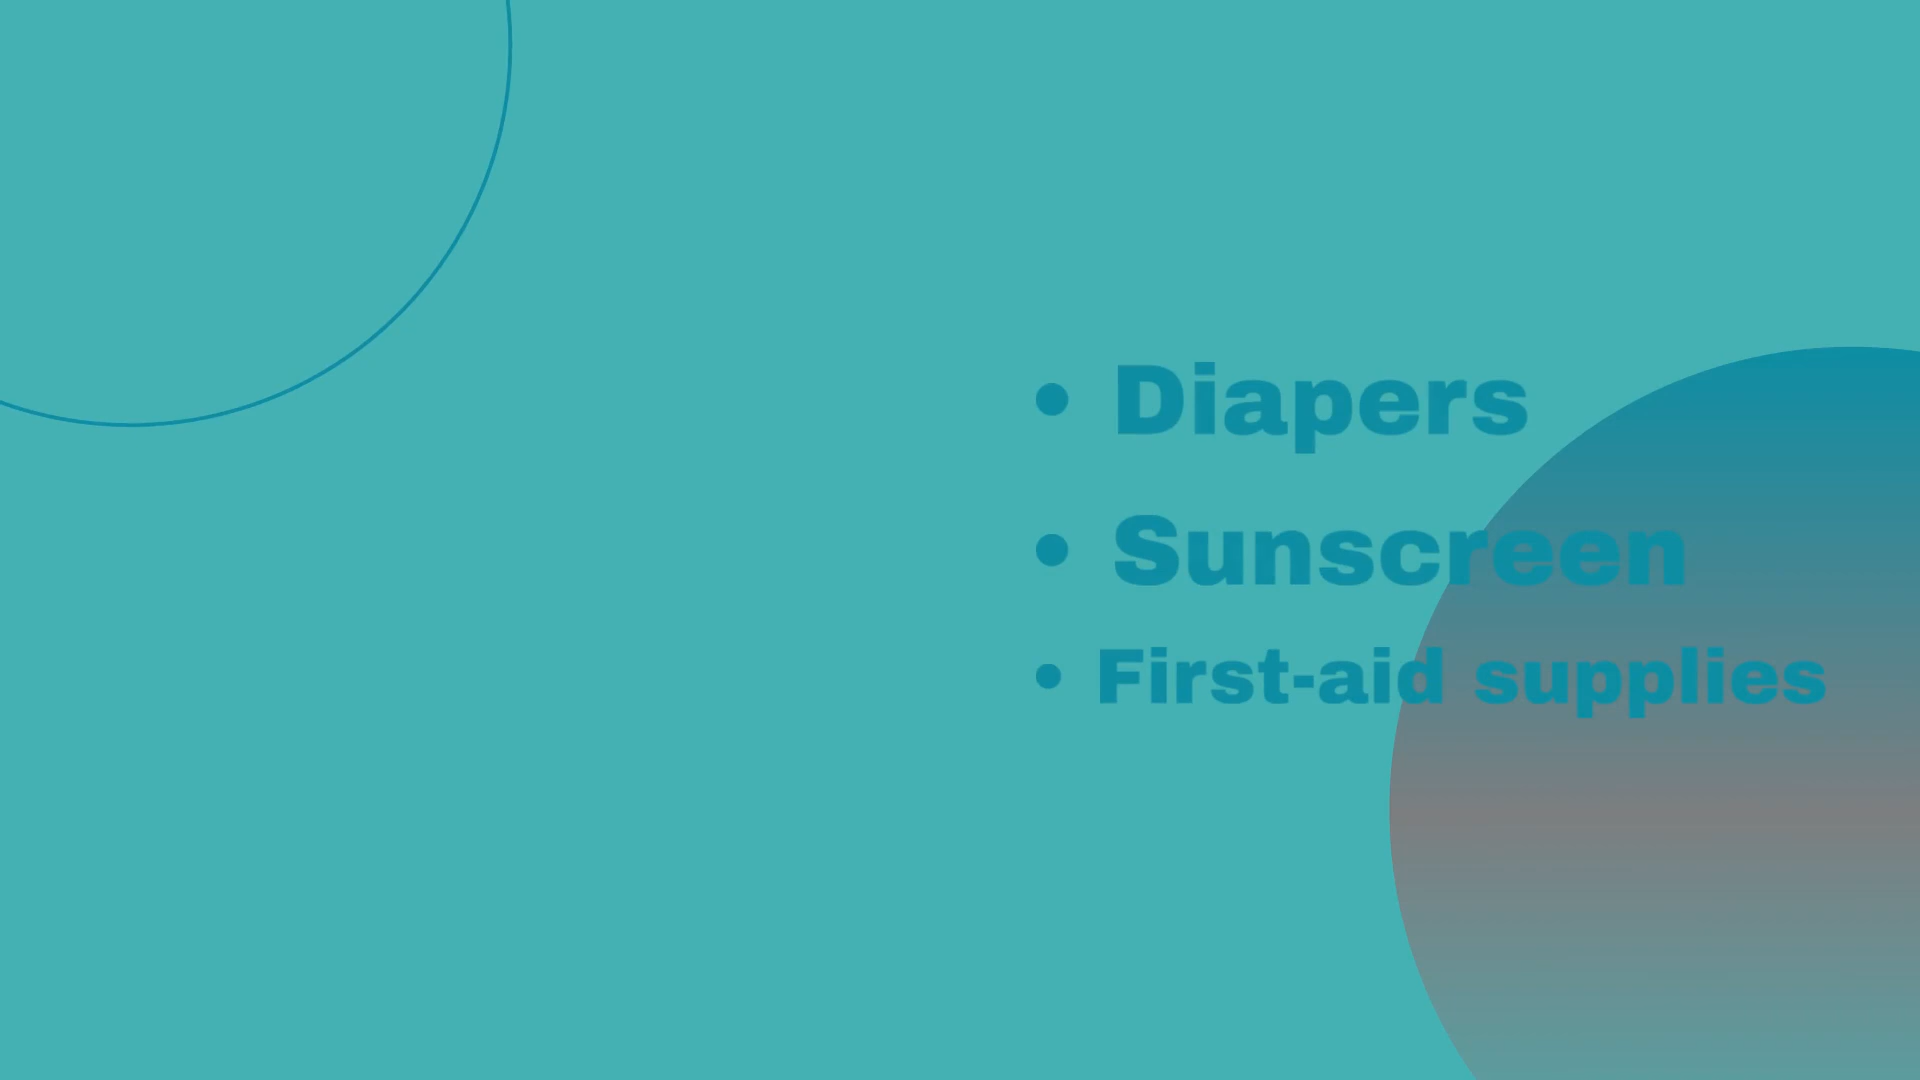 • Diapers
• Sunscreen
• First-aid supplies